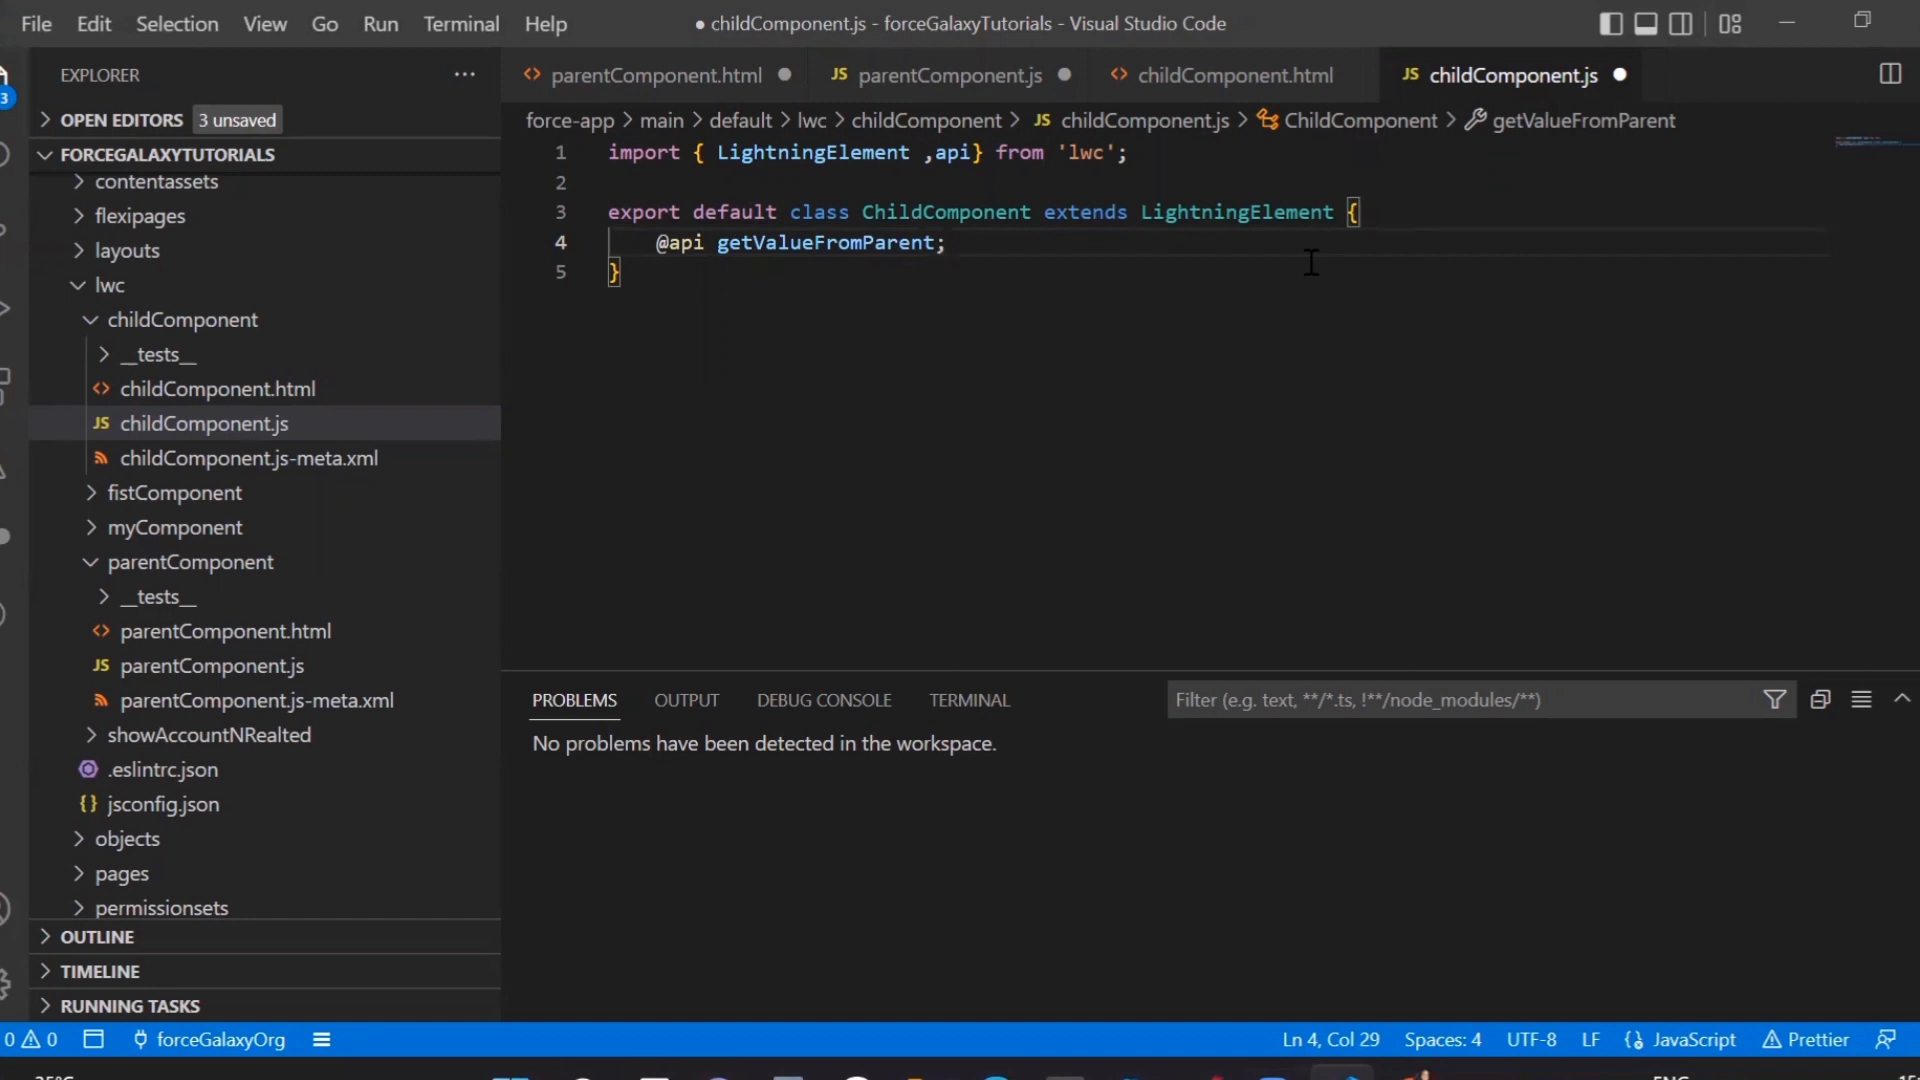 File Edit Selection View Go Run Terminal Help ● childComponent.js - forceGalaxyTutorials - Visual Studio Code
EXPLORER ···
parentComponent.html JS parentComponent.js childComponent.html JS childComponent.js
3
OPEN EDITORS 3 unsaved
force-app > main > default > lwc > childComponent > JS childComponent.js > ChildComponent > getValueFromParent
FORCEGALAXYTUTORIALS
contentassets
flexipages
layouts
lwc
childComponent
__tests__
childComponent.html
JS childComponent.js
childComponent.js-meta.xml
fistComponent
myComponent
parentComponent
__tests__
parentComponent.html
JS parentComponent.js
parentComponent.js-meta.xml
showAccountNRealted
.eslintrc.json
{} jsconfig.json
objects
pages
permissionsets
OUTLINE
TIMELINE
RUNNING TASKS
1 import { LightningElement ,api} from 'lwc';
2
3 export default class ChildComponent extends LightningElement {
4 @api getValueFromParent;
5 }
PROBLEMS OUTPUT DEBUG CONSOLE TERMINAL Filter (e.g. text, **/*.ts, !**/node_modules/**)
No problems have been detected in the workspace.
0 0 forceGalaxyOrg Ln 4, Col 29 Spaces: 4 UTF-8 LF JavaScript Prettier